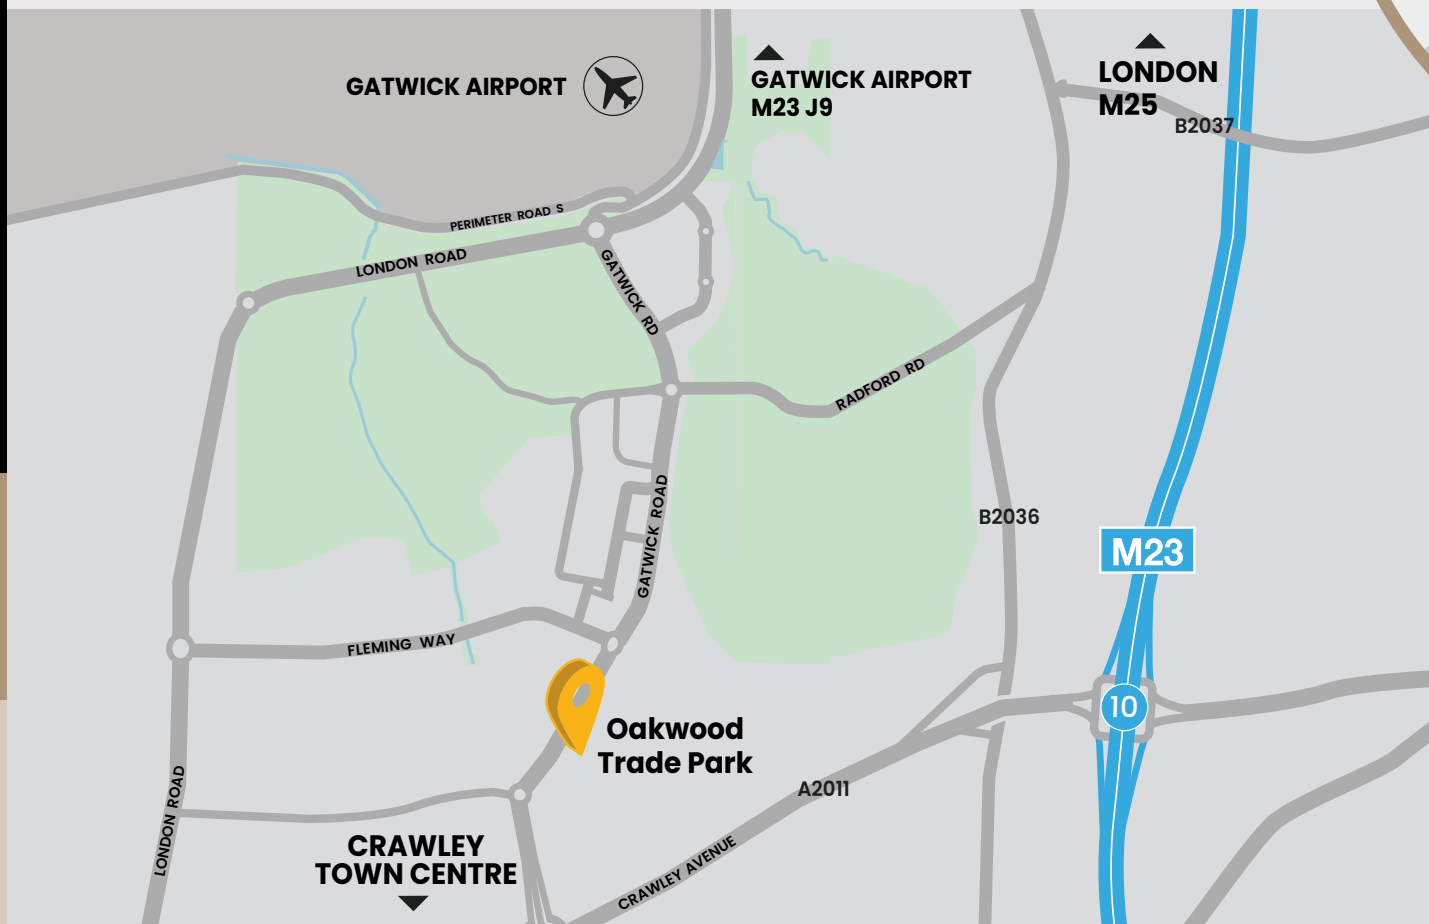 GATWICK AIRPORT
GATWICK AIRPORT
M23 J9
LONDON
M25
B2037
PERIMETER ROAD S
LONDON ROAD
GATWICK RD
RADFORD RD
GATWICK ROAD
B2036
M23
FLEMING WAY
10
Oakwood
Trade Park
A2011
LONDON ROAD
CRAWLEY
TOWN CENTRE
CRAWLEY AVENUE